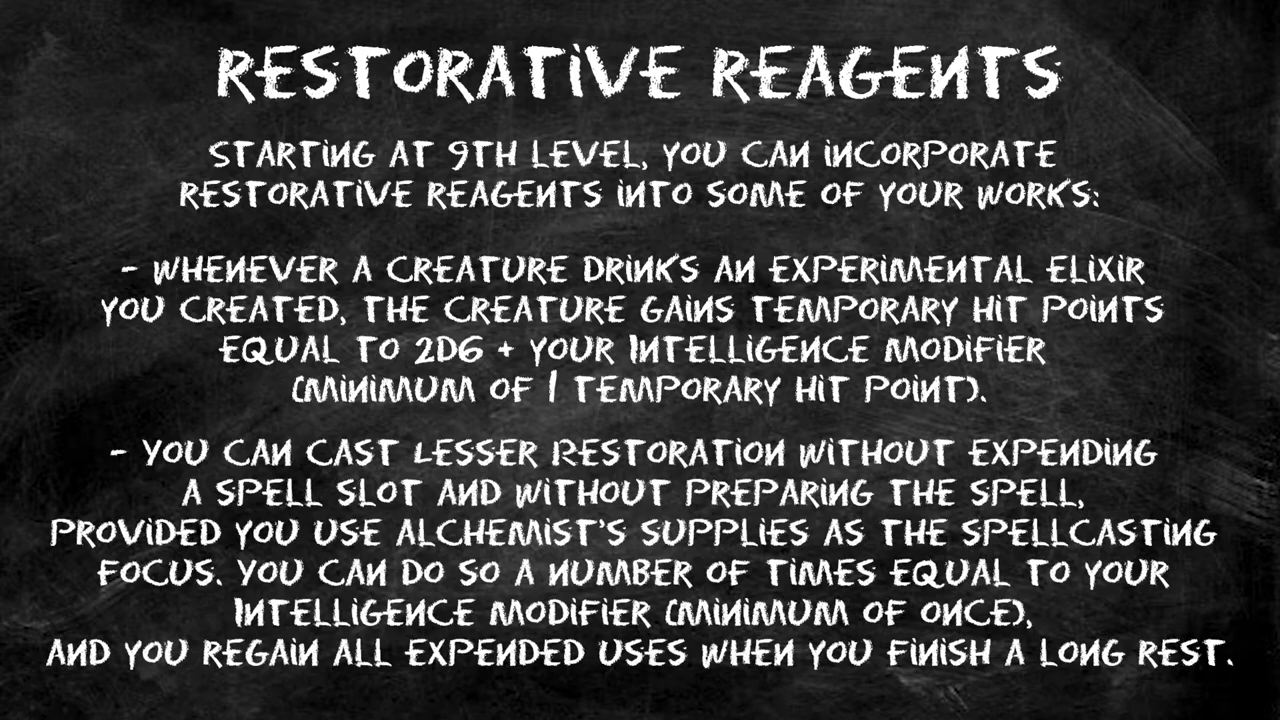 RESTORATIVE REAGENTS
STARTING AT 9TH LEVEL, YOU CAN INCORPORATE
RESTORATIVE REAGENTS INTO SOME OF YOUR WORKS:
- WHENEVER A CREATURE DRINKS AN EXPERIMENTAL ELIXIR
YOU CREATED, THE CREATURE GAINS TEMPORARY HIT POINTS
EQUAL TO 2D6 + YOUR INTELLIGENCE MODIFIER
(MINIMUM OF 1 TEMPORARY HIT POINT).
- YOU CAN CAST LESSER RESTORATION WITHOUT EXPENDING
A SPELL SLOT AND WITHOUT PREPARING THE SPELL,
PROVIDED YOU USE ALCHEMIST'S SUPPLIES AS THE SPELLCASTING
FOCUS. YOU CAN DO SO A NUMBER OF TIMES EQUAL TO YOUR
INTELLIGENCE MODIFIER (MINIMUM OF ONCE),
AND YOU REGAIN ALL EXPENDED USES WHEN YOU FINISH A LONG REST.